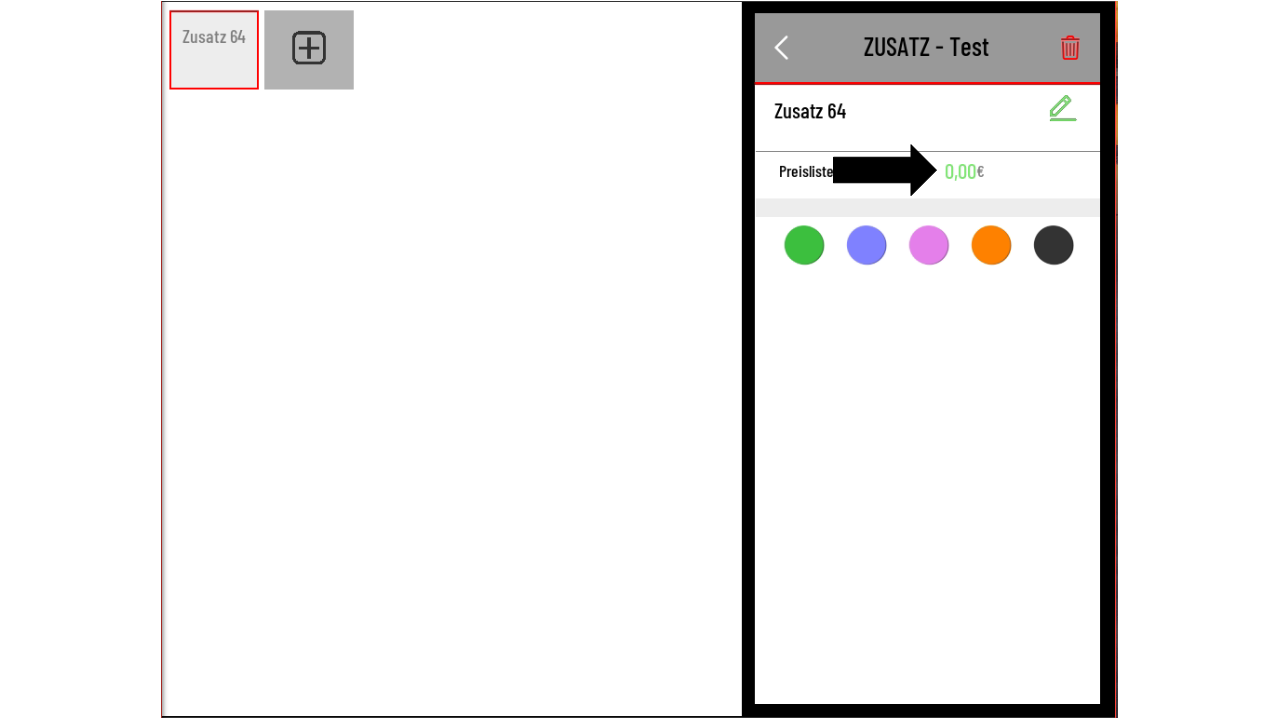 Zusatz 64
ZUSATZ - Test
Zusatz 64
Preisliste
0,00€